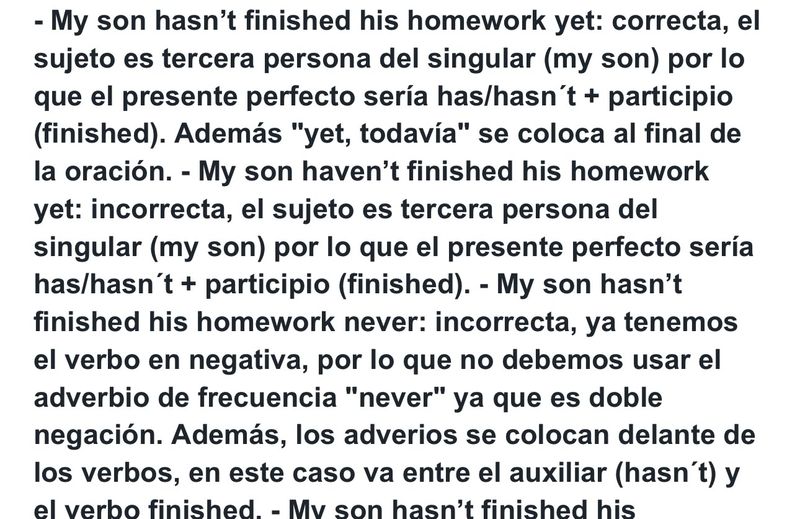 - My son hasn’t finished his homework yet: correcta, el
sujeto es tercera persona del singular (my son) por lo
que el presente perfecto sería has/hasn´t + participio
(finished). Además "yet, todavía" se coloca al final de
la oración. - My son haven’t finished his homework
yet: incorrecta, el sujeto es tercera persona del
singular (my son) por lo que el presente perfecto sería
has/hasn´t + participio (finished). - My son hasn’t
finished his homework never: incorrecta, ya tenemos
el verbo en negativa, por lo que no debemos usar el
adverbio de frecuencia "never" ya que es doble
negación. Además, los adverios se colocan delante de
los verbos, en este caso va entre el auxiliar (hasn´t) y
el verbo finished. - My son hasn’t finished his